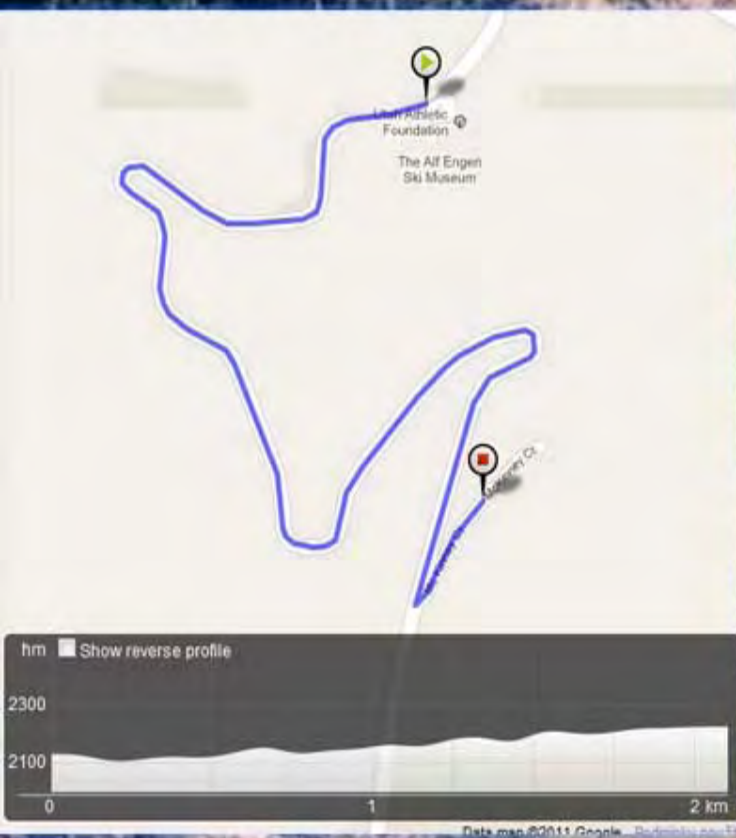 Utah Athletic
Foundation
The Alf Engen
Ski Museum
hm Show reverse profile
2300
2100
0 1 2 km
Data map ©2011 Google